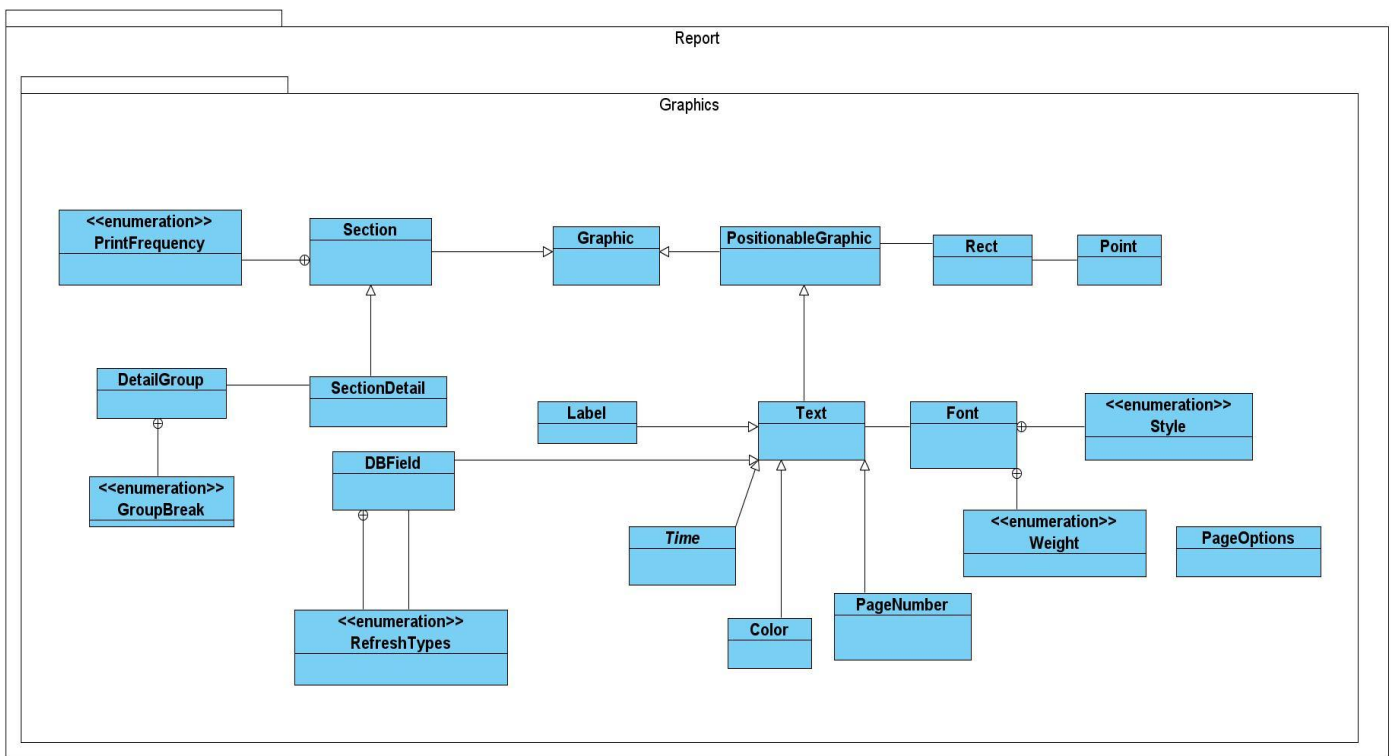 Report
Graphics
<<enumeration>>
PrintFrequency
Section
Graphic
PositionableGraphic
Rect
Point
DetailGroup
SectionDetail
Label
Text
Font
<<enumeration>>
Style
DBField
<<enumeration>>
GroupBreak
Time
<<enumeration>>
Weight
PageOptions
<<enumeration>>
RefreshTypes
Color
PageNumber